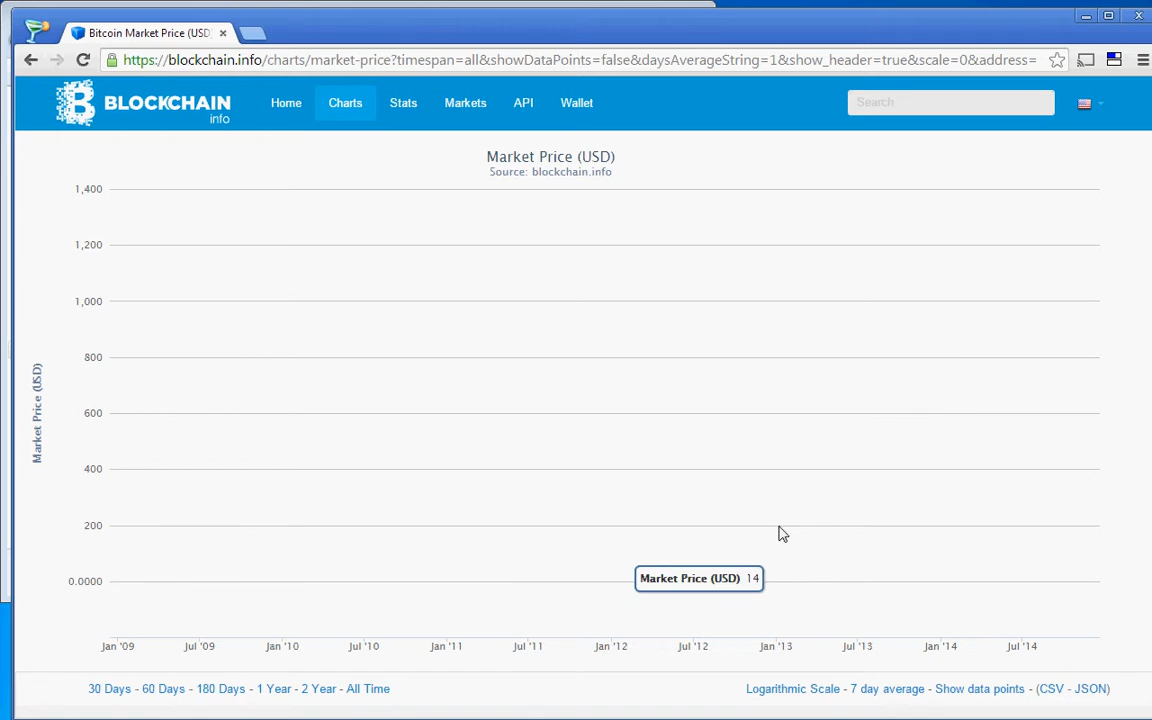 Bitcoin Market Price (USD
https://blockchain.info/charts/market-price?timespan=all&showDataPoints=false&daysAverageString=1&show_header=true&scale=0&address=
BLOCKCHAIN
info
Home
Charts
Stats
Markets
API
Wallet
Search
Market Price (USD)
Source: blockchain.info
Market Price (USD)
1,400
1,200
1,000
800
600
400
200
0.0000
Market Price (USD) 14
Jan '09 Jul '09 Jan '10 Jul '10 Jan '11 Jul '11 Jan '12 Jul '12 Jan '13 Jul '13 Jan '14 Jul '14
30 Days - 60 Days - 180 Days - 1 Year - 2 Year - All Time
Logarithmic Scale - 7 day average - Show data points - (CSV - JSON)